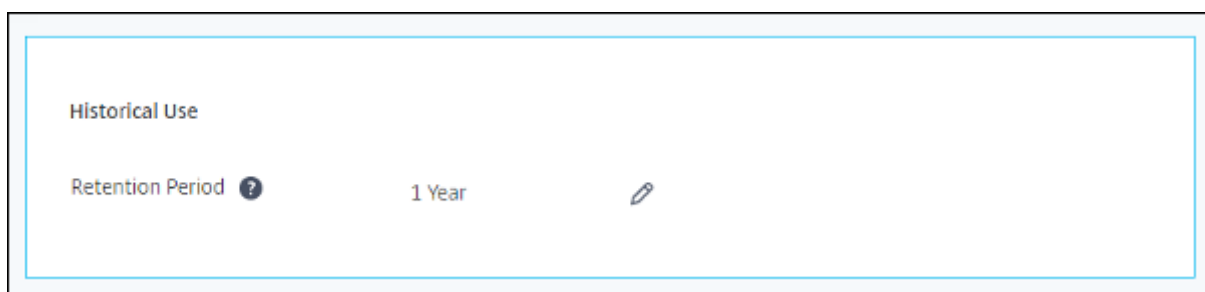 Historical Use
Retention Period ?
1 Year